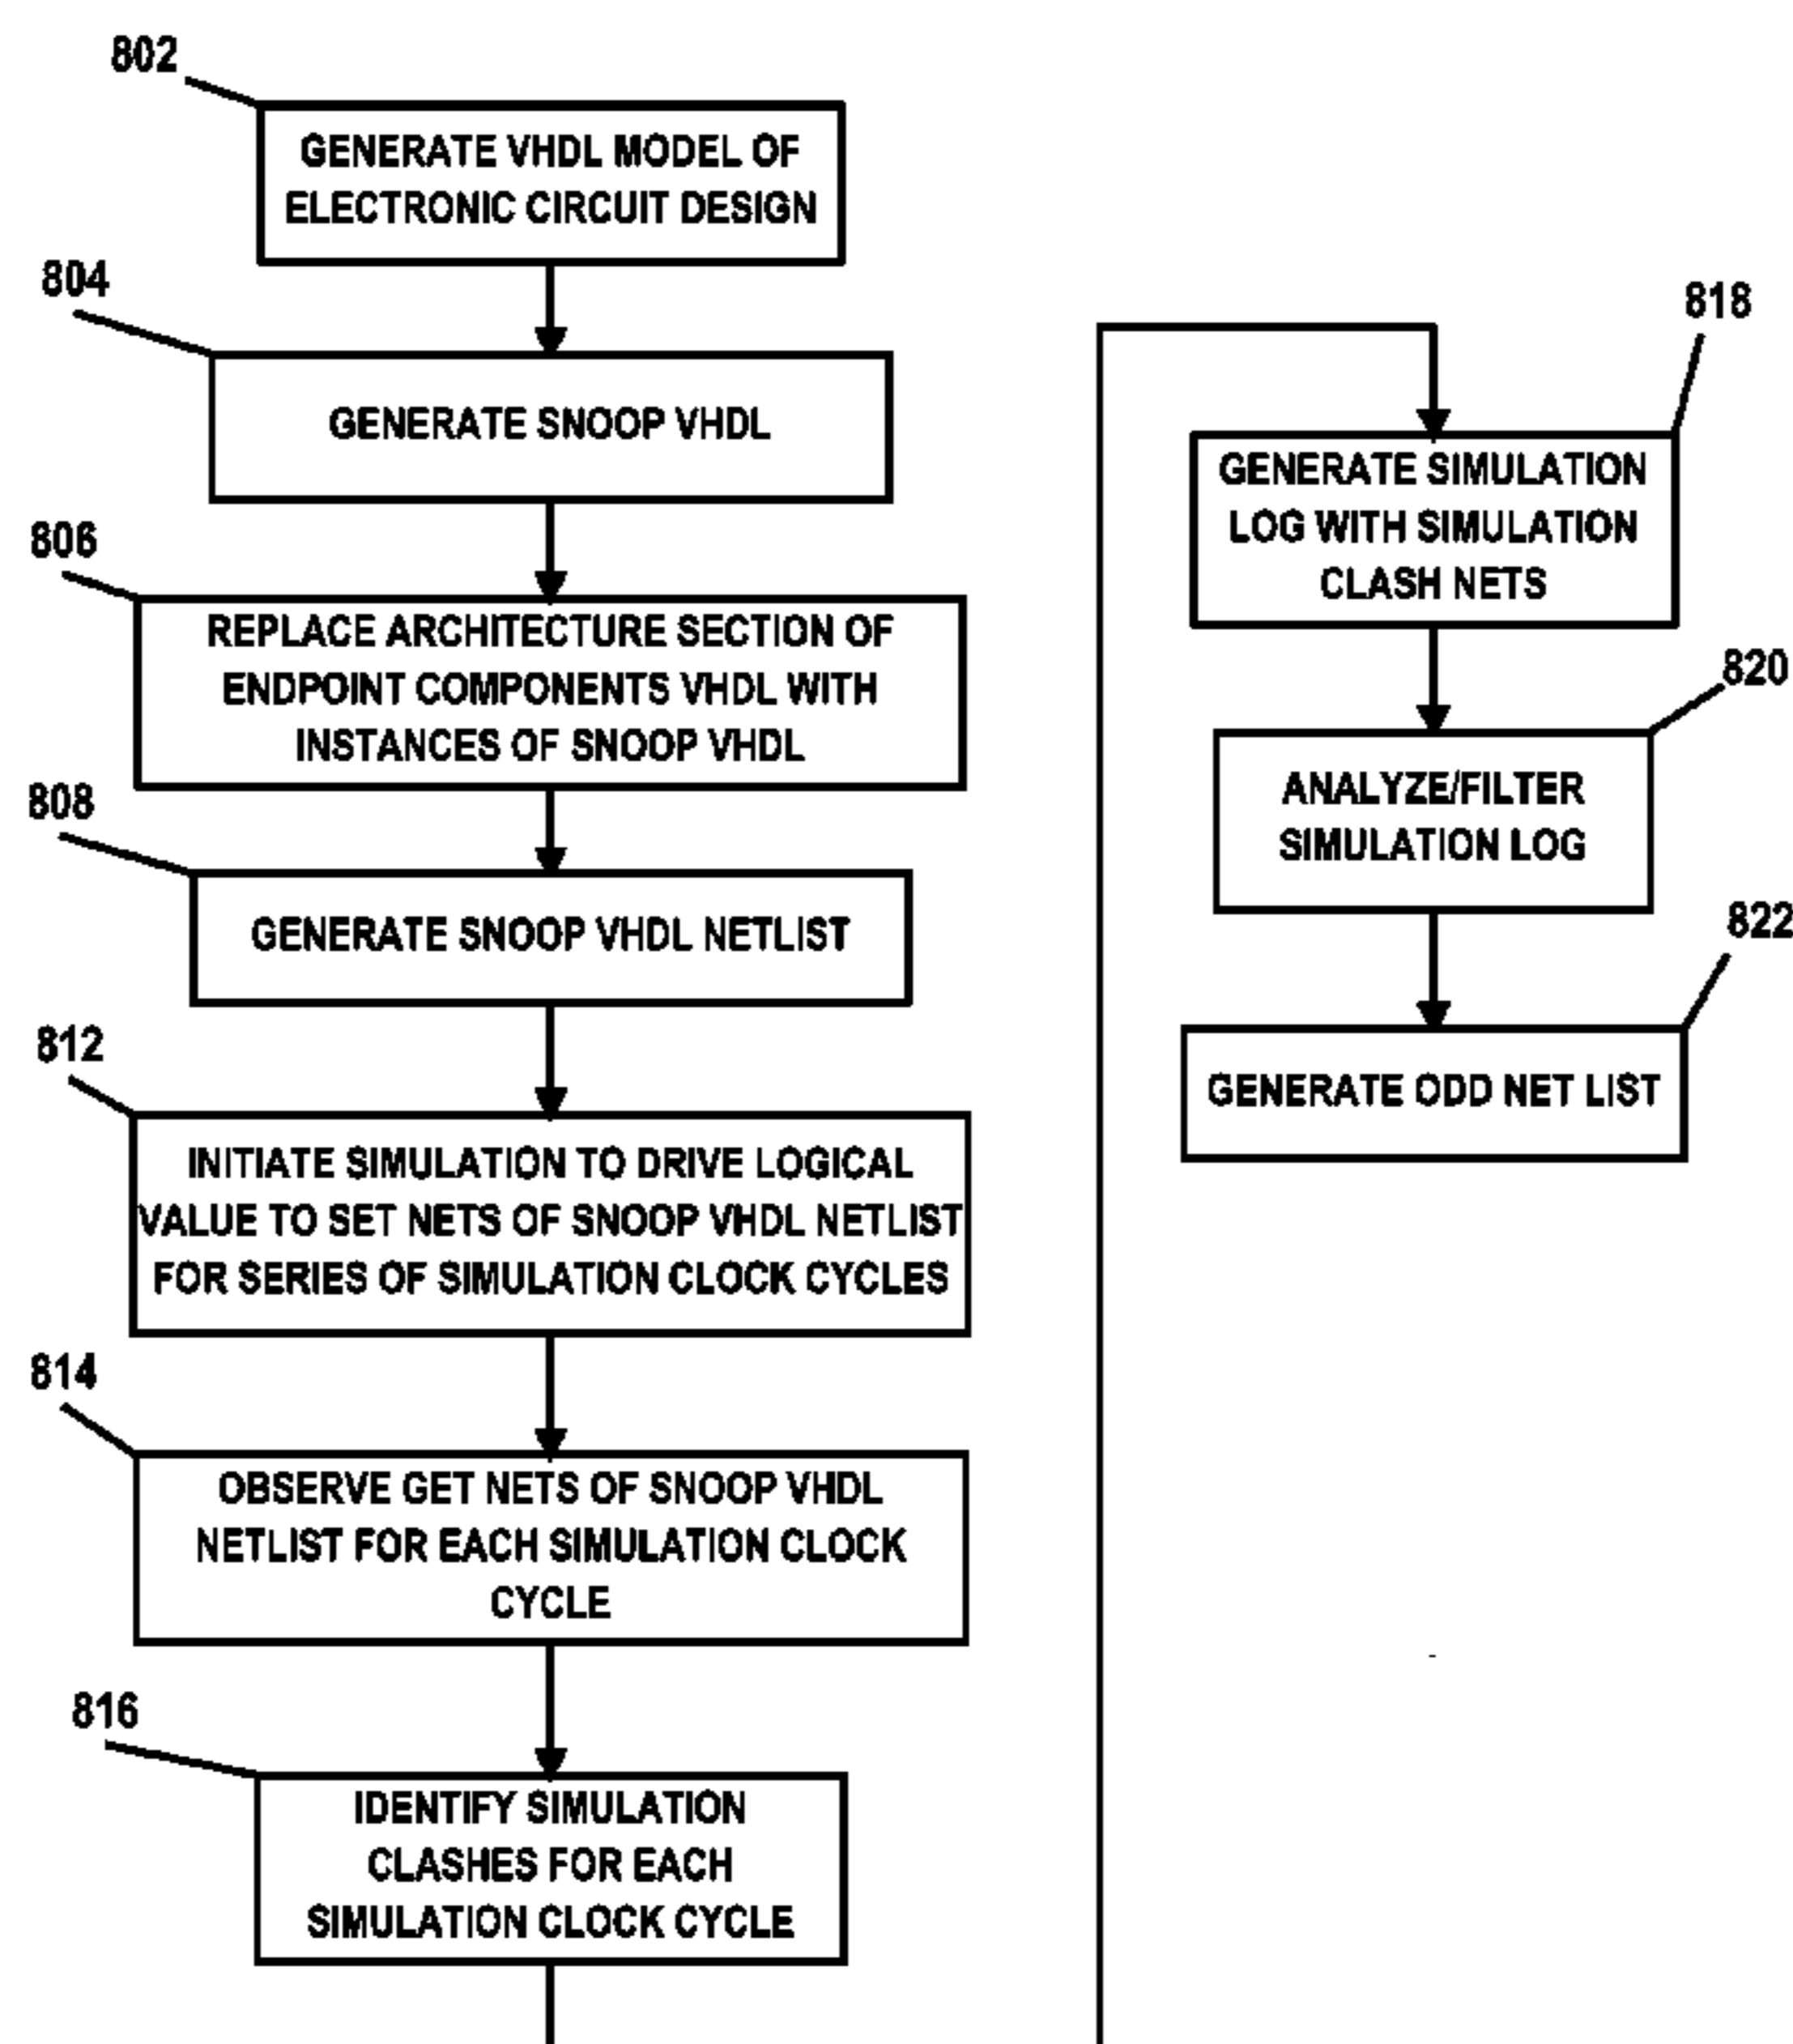 802
GENERATE VHDL MODEL OF
ELECTRONIC CIRCUIT DESIGN
804
GENERATE SNOOP VHDL
806
REPLACE ARCHITECTURE SECTION OF
ENDPOINT COMPONENTS VHDL WITH
INSTANCES OF SNOOP VHDL
808
GENERATE SNOOP VHDL NETLIST
812
INITIATE SIMULATION TO DRIVE LOGICAL
VALUE TO SET NETS OF SNOOP VHDL NETLIST
FOR SERIES OF SIMULATION CLOCK CYCLES
814
OBSERVE GET NETS OF SNOOP VHDL
NETLIST FOR EACH SIMULATION CLOCK
CYCLE
816
IDENTIFY SIMULATION
CLASHES FOR EACH
SIMULATION CLOCK CYCLE
818
GENERATE SIMULATION
LOG WITH SIMULATION
CLASH NETS
820
ANALYZE/FILTER
SIMULATION LOG
822
GENERATE ODD NET LIST